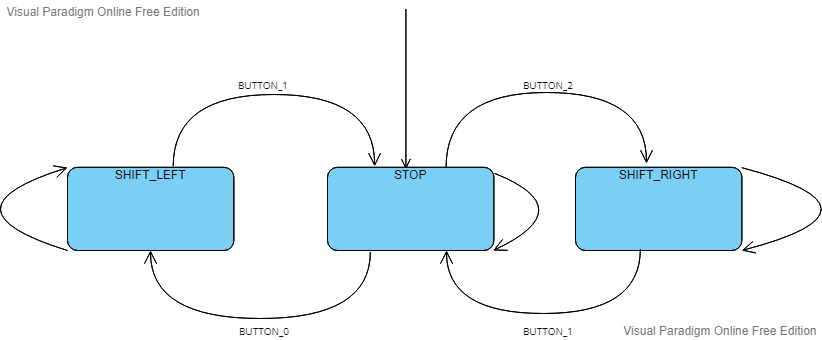 Visual Paradigm Online Free Edition
BUTTON_1
BUTTON_2
SHIFT_LEFT
STOP
SHIFT_RIGHT
BUTTON_0
BUTTON_1
Visual Paradigm Online Free Edition